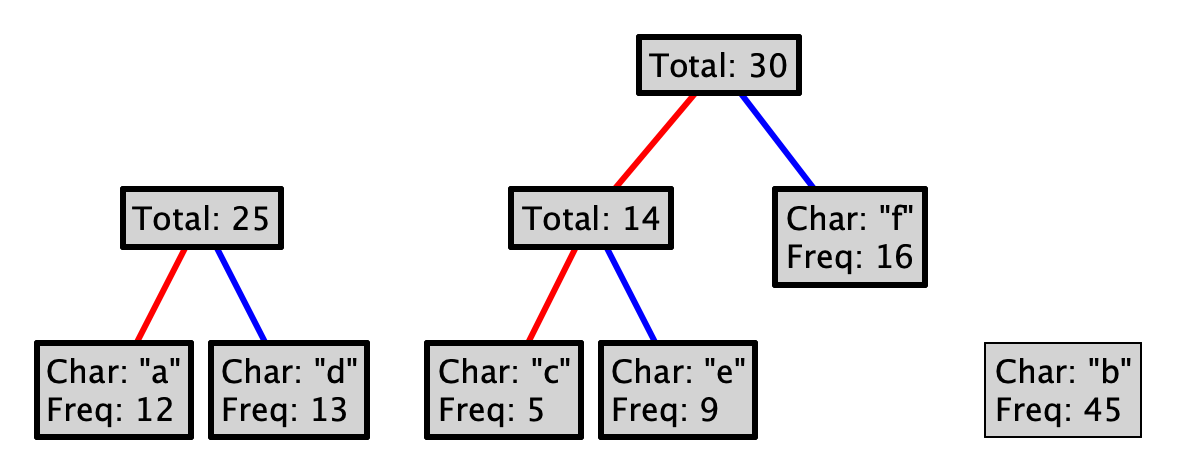 Total: 30
Total: 25
Total: 14
Char: "f"
Freq: 16
Char: "a"
Freq: 12
Char: "d"
Freq: 13
Char: "c"
Freq: 5
Char: "e"
Freq: 9
Char: "b"
Freq: 45